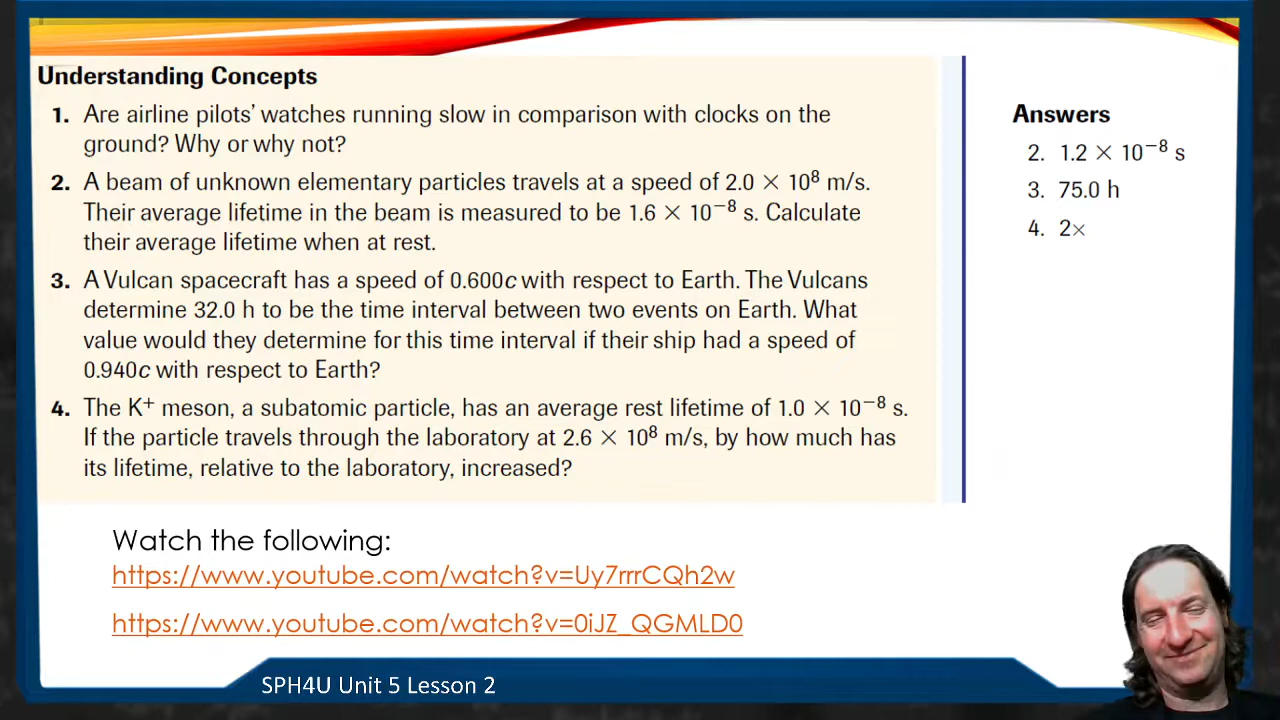 Understanding Concepts
1. Are airline pilots’ watches running slow in comparison with clocks on the
ground? Why or why not?
2. A beam of unknown elementary particles travels at a speed of 2.0 × 10⁸ m/s.
Their average lifetime in the beam is measured to be 1.6 × 10⁻⁸ s. Calculate
their average lifetime when at rest.
3. A Vulcan spacecraft has a speed of 0.600c with respect to Earth. The Vulcans
determine 32.0 h to be the time interval between two events on Earth. What
value would they determine for this time interval if their ship had a speed of
0.940c with respect to Earth?
4. The K⁺ meson, a subatomic particle, has an average rest lifetime of 1.0 × 10⁻⁸ s.
If the particle travels through the laboratory at 2.6 × 10⁸ m/s, by how much has
its lifetime, relative to the laboratory, increased?
Answers
2. 1.2 × 10⁻⁸ s
3. 75.0 h
4. 2×
Watch the following:
https://www.youtube.com/watch?v=Uy7rrrCQh2w
https://www.youtube.com/watch?v=0iJZ_QGMLD0
SPH4U Unit 5 Lesson 2